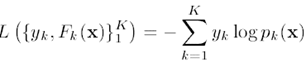 L ({y_k, F_k(𝐱)}_1^K) = − ∑_{k=1}^{K} y_k log p_k(𝐱)